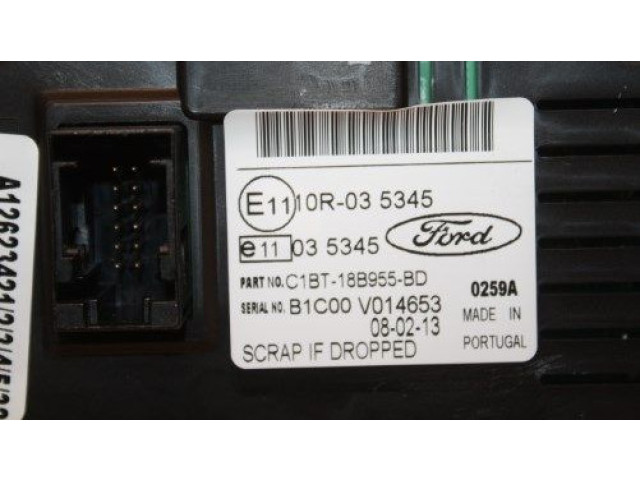 E11 10R-03 5345
e 11 03 5345 Ford
PART NO. C1BT-18B955-BD 0259A
SERIAL NO. B1C00 V014653 MADE IN
08-02-13 PORTUGAL
SCRAP IF DROPPED